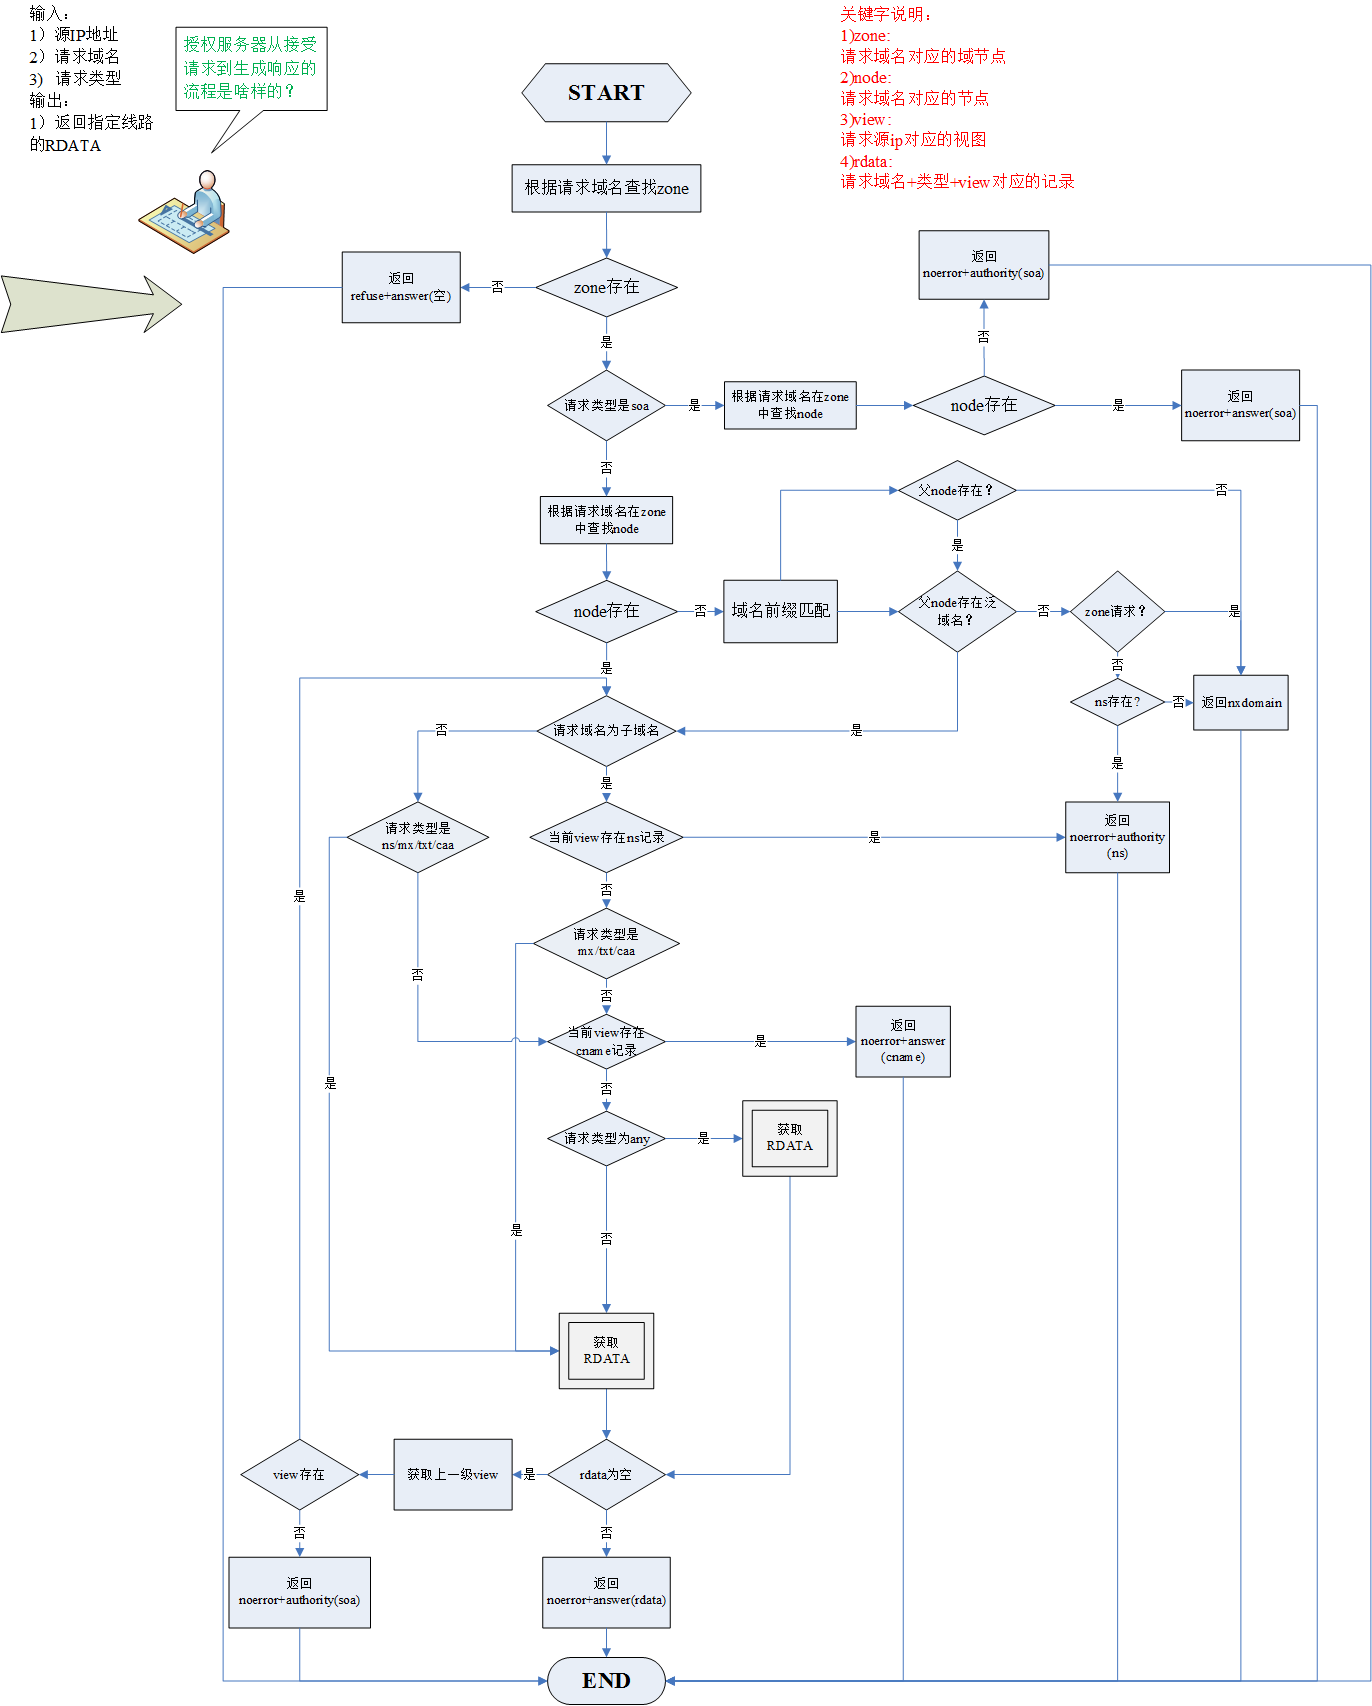 输入：
1）源IP地址
2）请求域名
3） 请求类型
输出：
1）返回指定线路
的RDATA
授权服务器从接受
请求到生成响应的
流程是啥样的？
关键字说明：
1)zone:
请求域名对应的域节点
2)node:
请求域名对应的节点
3)view:
请求源ip对应的视图
4)rdata:
请求域名+类型+view对应的记录
START
根据请求域名查找zone
zone存在
否
返回
refuse+answer(空)
是
返回
noerror+authority(soa)
否
请求类型是soa
是
根据请求域名在zone
中查找node
node存在
是
返回
noerror+answer(soa)
否
根据请求域名在zone
中查找node
父node存在？
否
是
node存在
否
域名前缀匹配
父node存在泛
域名？
否
zone请求？
是
是
否
ns存在?
否
返回nxdomain
请求域名为子域名
否
是
是
是
请求类型是
ns/mx/txt/caa
当前view存在ns记录
是
返回
noerror+authority
(ns)
是
否
请求类型是
mx/txt/caa
否
否
当前view存在
cname记录
是
返回
noerror+answer
(cname)
是
否
请求类型为any
是
获取
RDATA
是
否
获取
RDATA
view存在
获取上一级view
是
rdata为空
否
否
返回
noerror+authority(soa)
返回
noerror+answer(rdata)
END